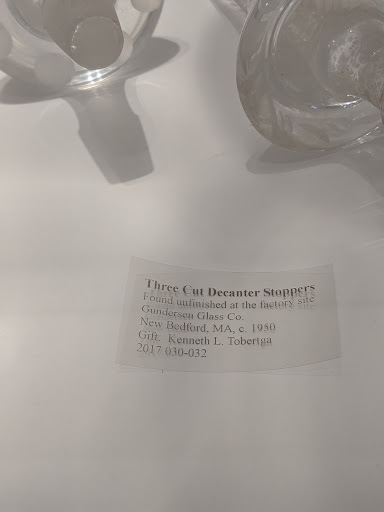 Three Cut Decanter Stoppers
Found unfinished at the factory site
Gundersen Glass Co.
New Bedford, MA, c. 1950
Gift. Kenneth L. Tobertga
2017 030-032